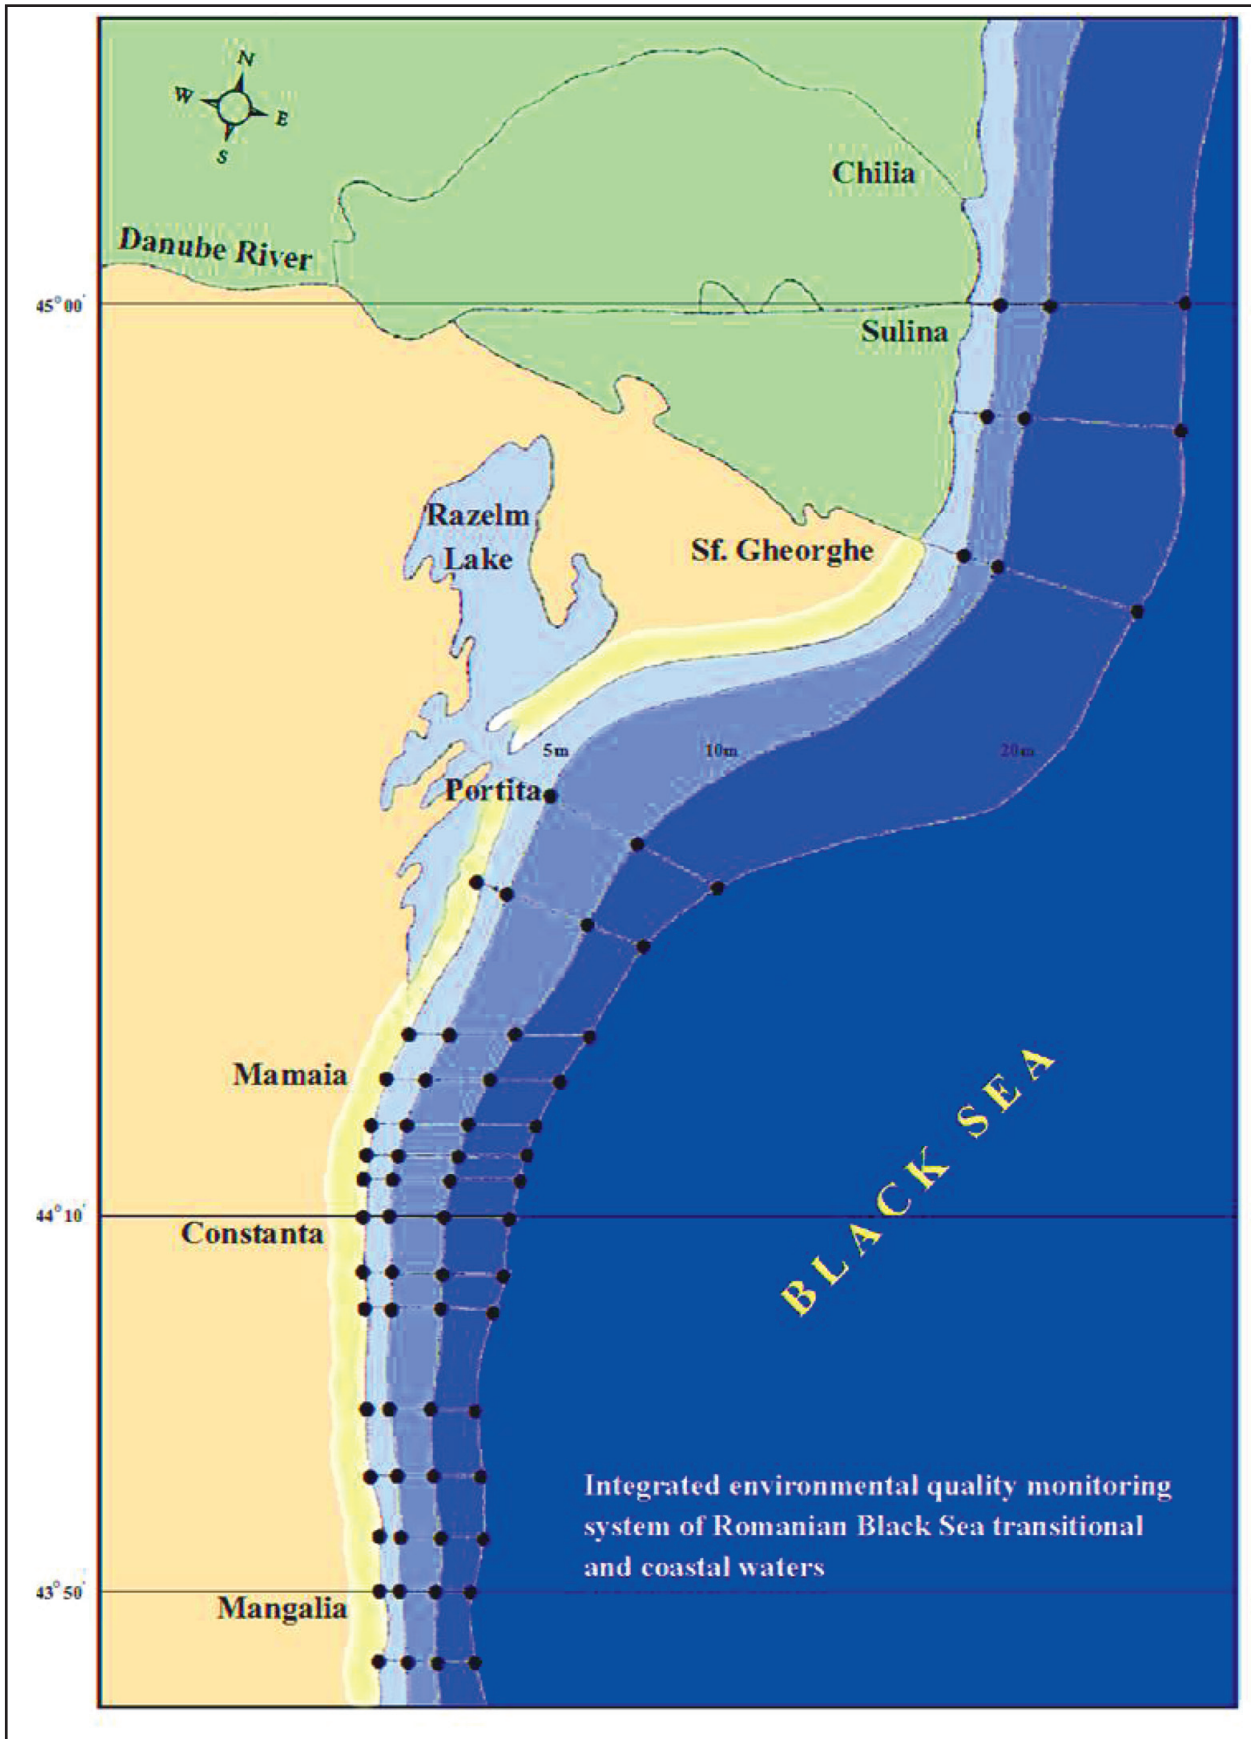 N
W
E
S
Chilia
Danube River
45°00'
Sulina
Razelm
Lake
Sf. Gheorghe
5m
10m
20m
Portita
Mamaia
BLACK SEA
44°10'
Constanta
Integrated environmental quality monitoring
system of Romanian Black Sea transitional
and coastal waters
43°50'
Mangalia